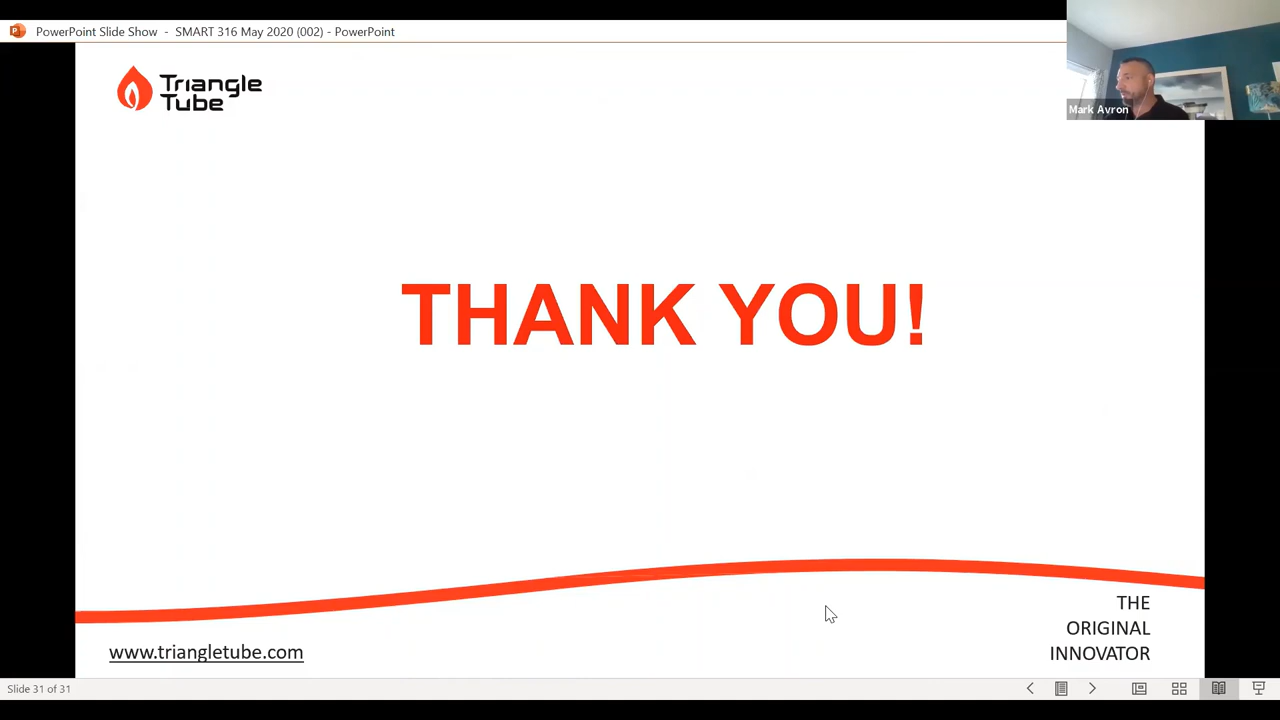 PowerPoint Slide Show - SMART 316 May 2020 (002) - PowerPoint
Triangle
Tube
Mark Avron
THANK YOU!
THE
ORIGINAL
INNOVATOR
www.triangletube.com
Slide 31 of 31